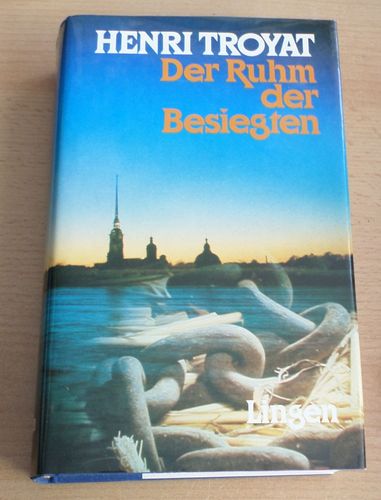 HENRI TROYAT
Der Ruhm
der
Besiegten
Lingen